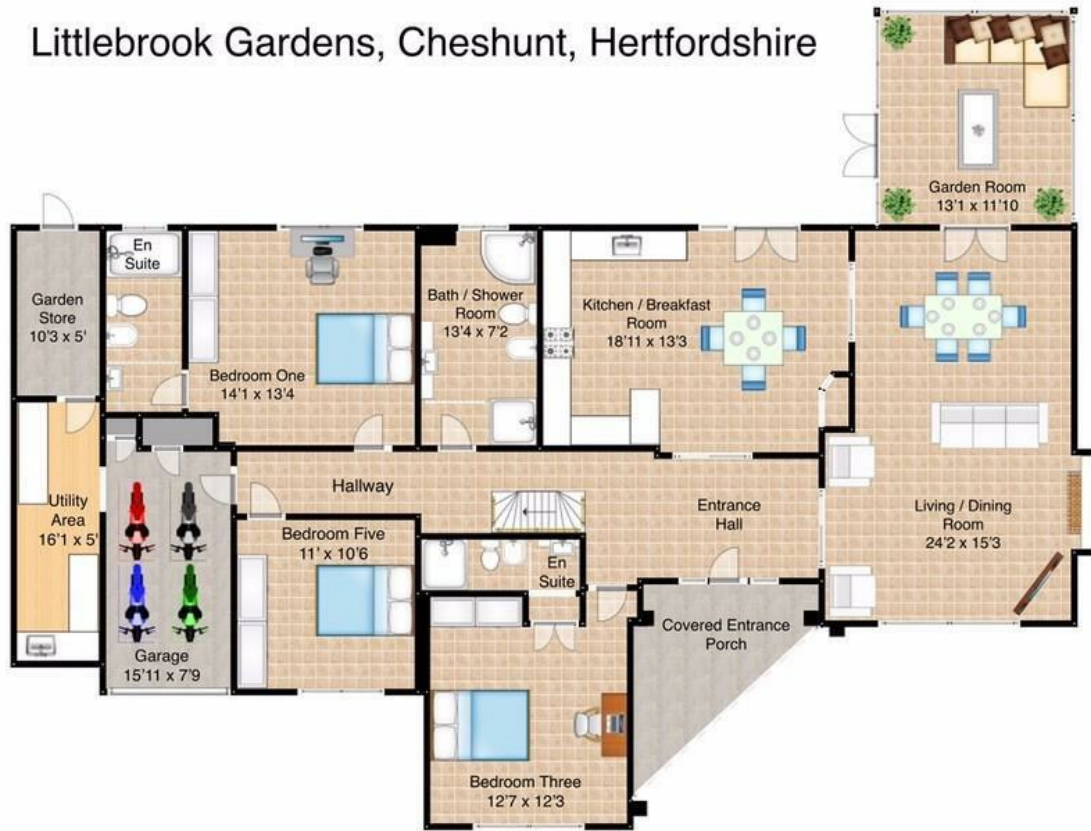 Littlebrook Gardens, Cheshunt, Hertfordshire
Garden Room
13'1 x 11'10
En
Suite
Garden
Store
10'3 x 5'
Bedroom One
14'1 x 13'4
Bath / Shower
Room
13'4 x 7'2
Kitchen / Breakfast
Room
18'11 x 13'3
Hallway
Entrance
Hall
Living / Dining
Room
24'2 x 15'3
Utility
Area
16'1 x 5'
Bedroom Five
11' x 10'6
En
Suite
Covered Entrance
Porch
Garage
15'11 x 7'9
Bedroom Three
12'7 x 12'3